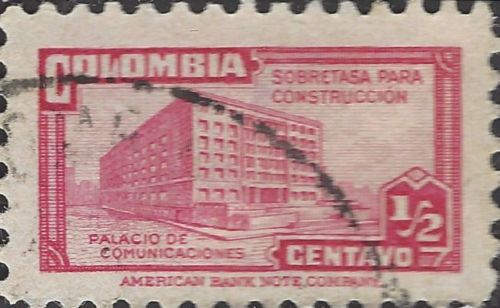 COLOMBIA
SOBRETASA PARA
CONSTRUCCIÓN
PALACIO DE
COMUNICACIONES
1/2
CENTAVO
AMERICAN BANK NOTE COMPANY